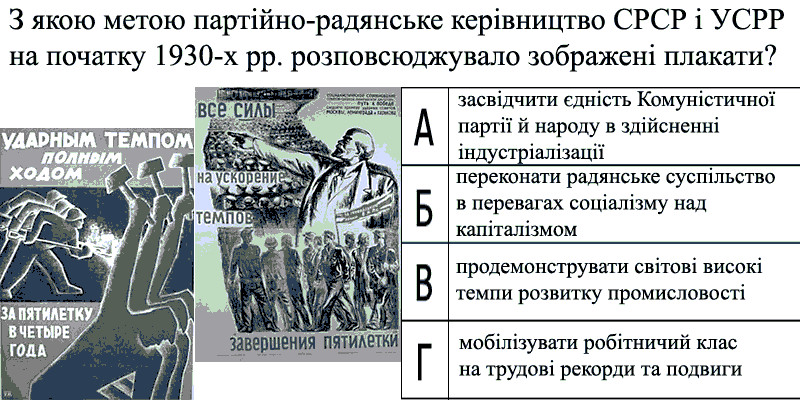 З якою метою партійно-радянське керівництво СРСР і УСРР
на початку 1930-х рр. розповсюджувало зображені плакати?
УДАРНЫМ ТЕМПОМ
ПОЛНЫМ
ХОДОМ
ЗА ПЯТИЛЕТКУ
В ЧЕТЫРЕ
ГОДА
ВСЕ СИЛЫ
ПУТЬ К ПОБЕДЕ
на ускорение
темпов
завершения пятилетки
А
засвідчити єдність Комуністичної
партії й народу в здійсненні
індустріалізації
Б
переконати радянське суспільство
в перевагах соціалізму над
капіталізмом
В
продемонструвати світові високі
темпи розвитку промисловості
Г
мобілізувати робітничий клас
на трудові рекорди та подвиги